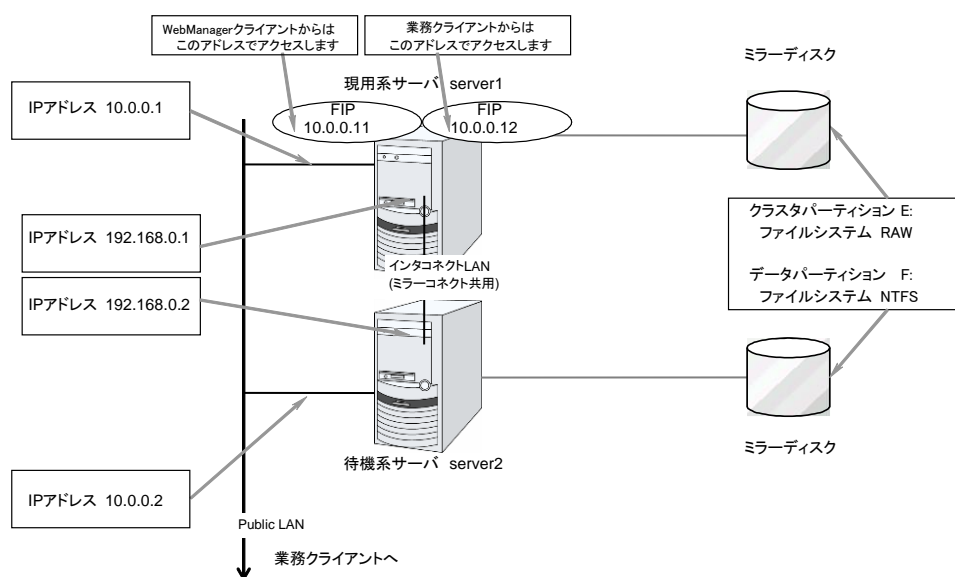 WebManagerクライアントからは
このアドレスでアクセスします
業務クライアントからは
このアドレスでアクセスします
ミラーディスク
現用系サーバ server1
IPアドレス 10.0.0.1
FIP
10.0.0.11
FIP
10.0.0.12
IPアドレス 192.168.0.1
クラスタパーティション E:
ファイルシステム RAW
データパーティション F:
ファイルシステム NTFS
インタコネクトLAN
(ミラーコネクト共用)
IPアドレス 192.168.0.2
ミラーディスク
待機系サーバ server2
IPアドレス 10.0.0.2
Public LAN
業務クライアントへ